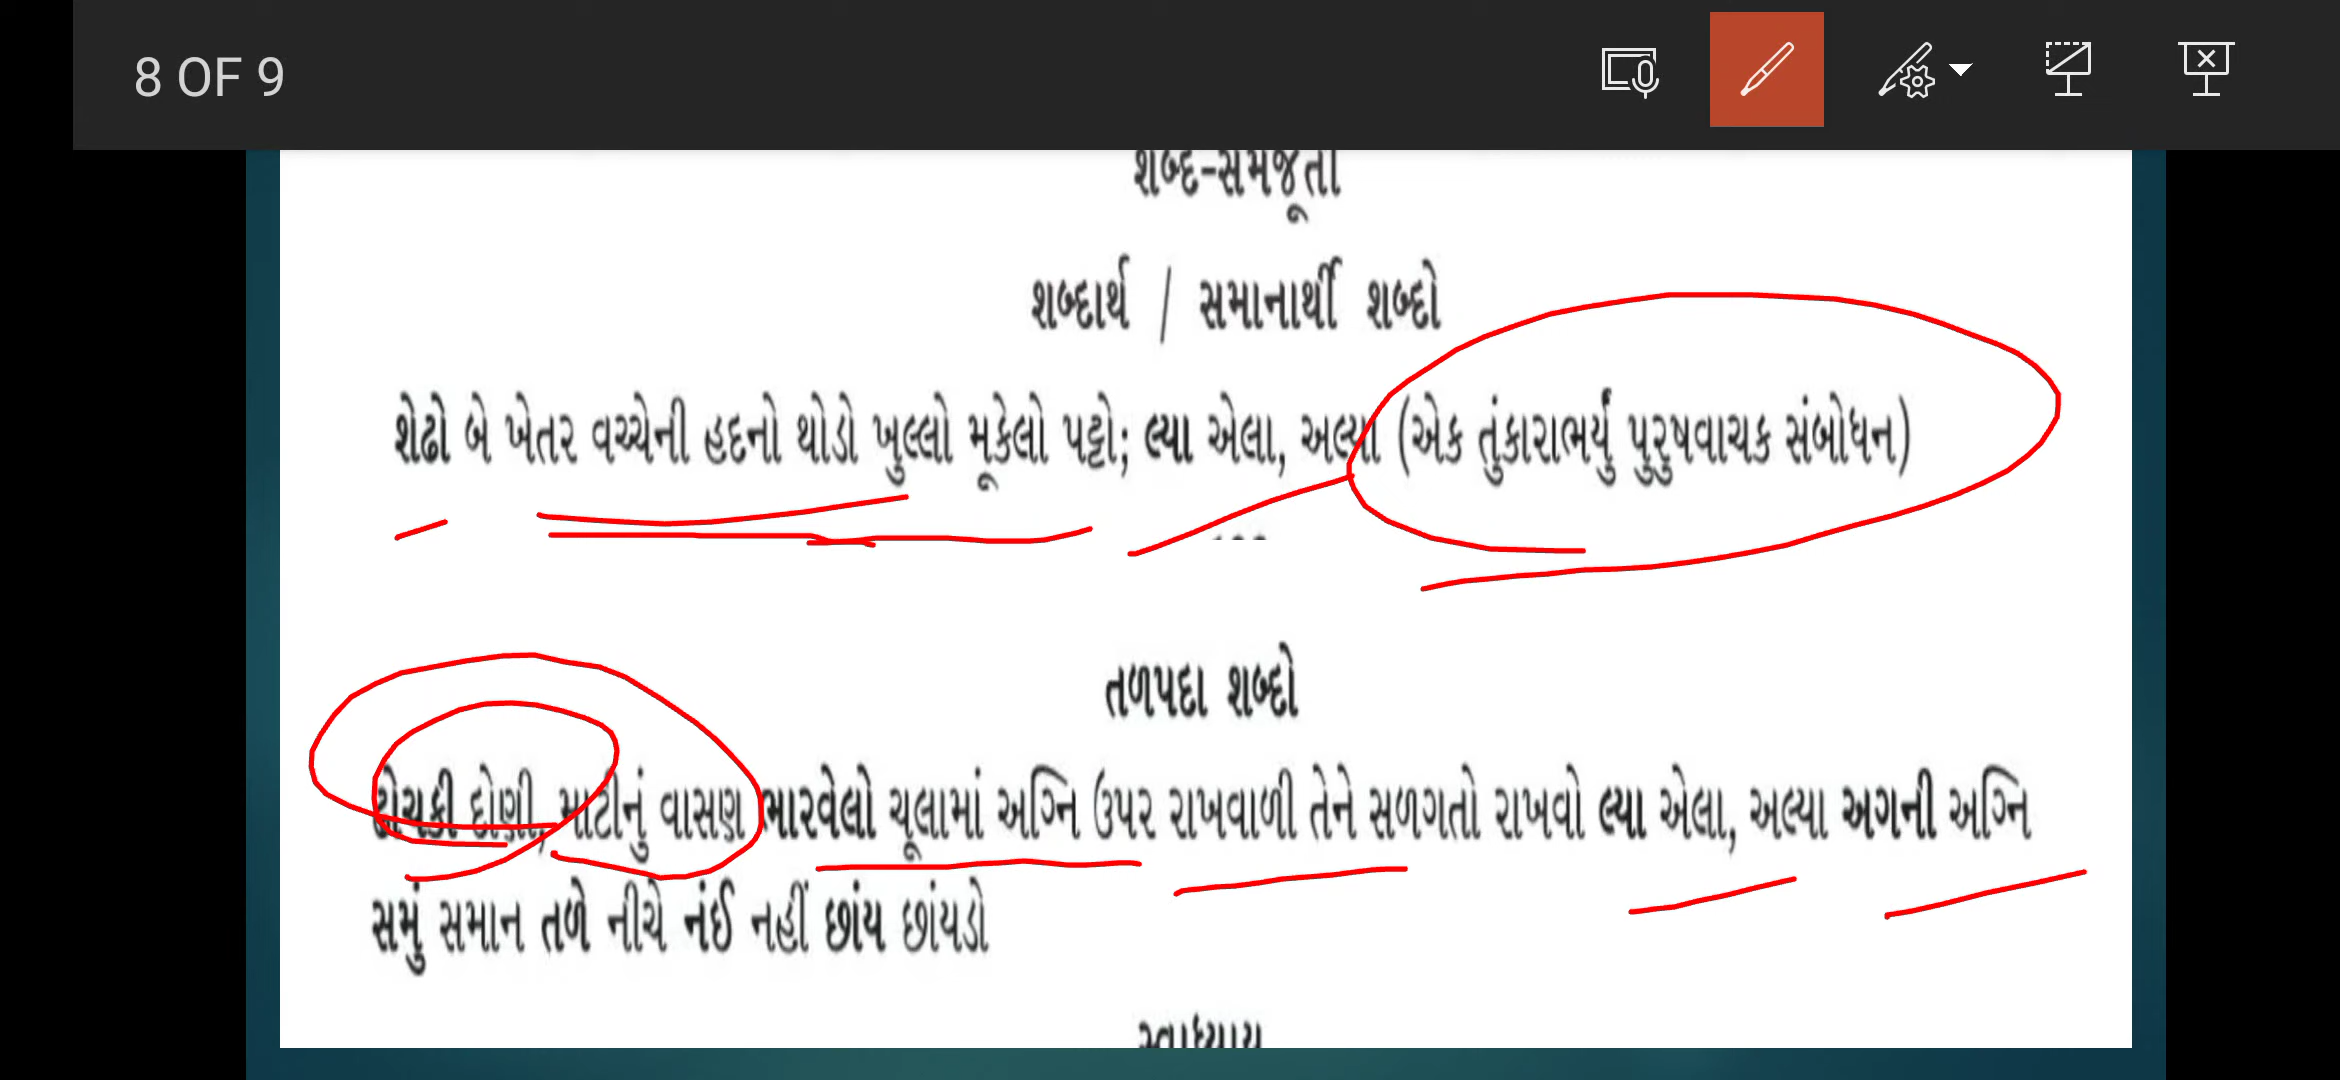 8 OF 9
શબ્દ-સમજૂતી
શબ્દાર્થ / સમાનાર્થી શબ્દો
શેઢો બે ખેતર વચ્ચેની હદનો થોડો ખુલ્લો મૂકેલો પટ્ટો; લ્યા એલા, અલ્યા (એક તુંકારાભર્યું પુરુષવાચક સંબોધન)
તળપદા શબ્દો
દોણી, માટીનું વાસણ ભારવેલો ચૂલામાં અગ્નિ ઉપર રાખવાળી તેને સળગતો રાખવો લ્યા એલા, અલ્યા અગની અગ્નિ
સમું સમાન તળે નીચે નંઈ નહીં છાંય છાંયડો
સ્વાધ્યાય